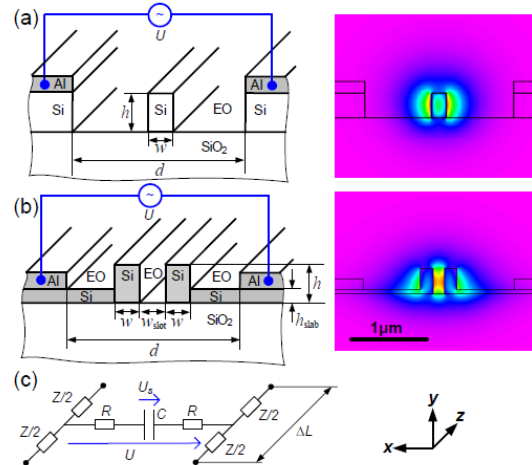 (a)
U
Al
Al
Si
h
Si
EO
Si
w
SiO2
d
(b)
U
Al
EO
Si
EO
Si
EO
Al
Si
Si
h
w
wslot
w
hslab
SiO2
d
1µm
(c)
Us
Z/2
R
C
R
Z/2
Z/2
U
Z/2
ΔL
y
z
x